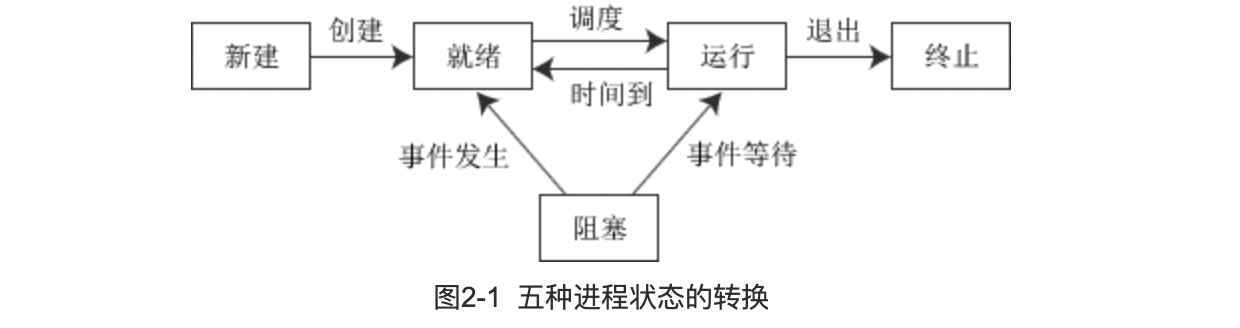 创建
调度
退出
新建
就绪
运行
终止
时间到
事件发生
事件等待
阻塞
图2-1 五种进程状态的转换